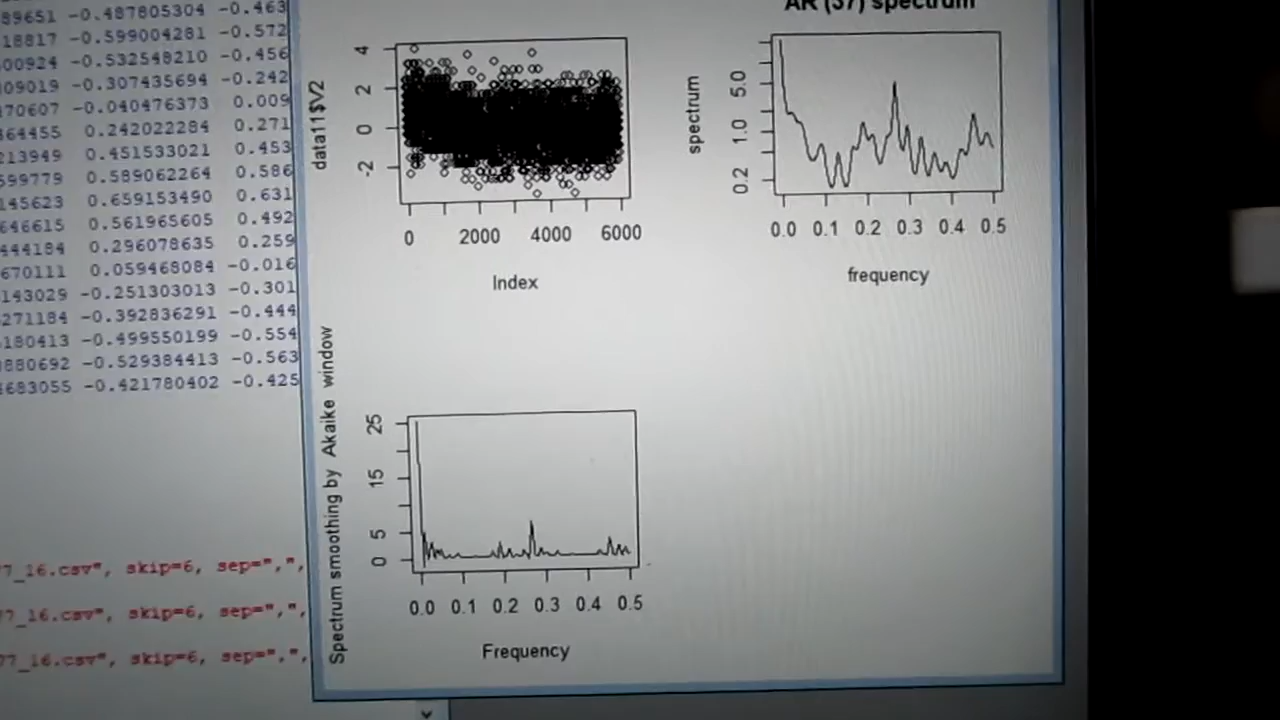 89651 -0.487805304 -0.463
18817 -0.599004281 -0.572
00924 -0.532548210 -0.456
09019 -0.307435694 -0.242
70607 -0.040476373 0.009
364455 0.242022284 0.271
213949 0.451533021 0.453
599779 0.589062264 0.586
145623 0.659153490 0.631
646615 0.561965605 0.492
444184 0.296078635 0.259
670111 0.059468084 -0.016
143029 -0.251303013 -0.301
271184 -0.392836291 -0.444
180413 -0.499550199 -0.554
880692 -0.529384413 -0.563
683055 -0.421780402 -0.425
7_16.csv", skip=6, sep=",",
77_16.csv", skip=6, sep=",",
77_16.csv", skip=6, sep=",",
data11$V2
4
2
0
-2
0 2000 4000 6000
Index
AR (37) spectrum
spectrum
5.0
1.0
0.2
0.0 0.1 0.2 0.3 0.4 0.5
frequency
Spectrum smoothing by Akaike window
25
15
5
0
0.0 0.1 0.2 0.3 0.4 0.5
Frequency